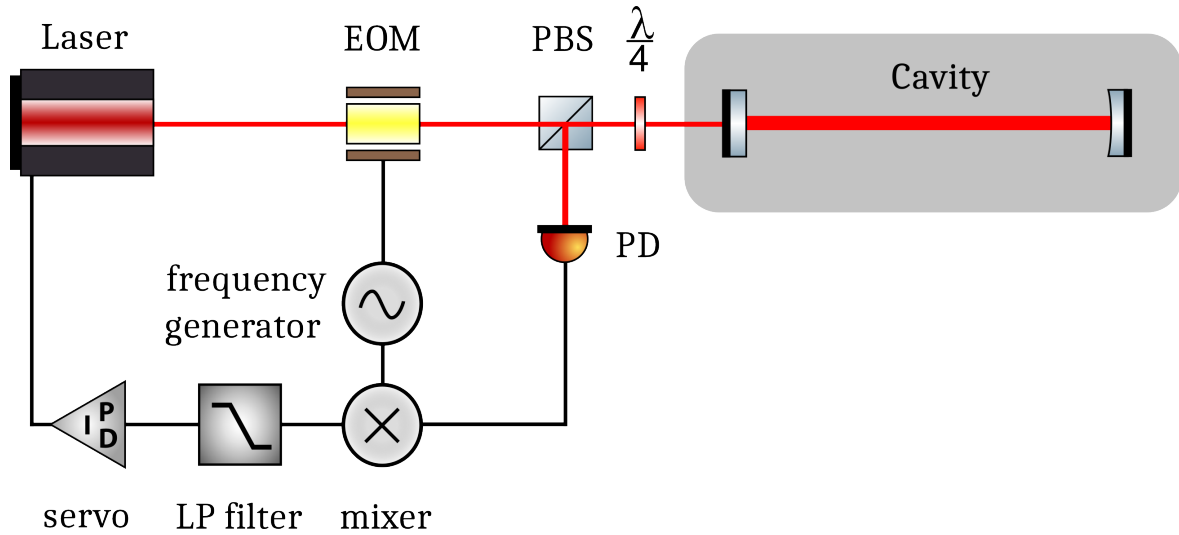 Laser
EOM
PBS
λ
4
Cavity
PD
frequency
generator
P
I
D
servo
LP filter
mixer